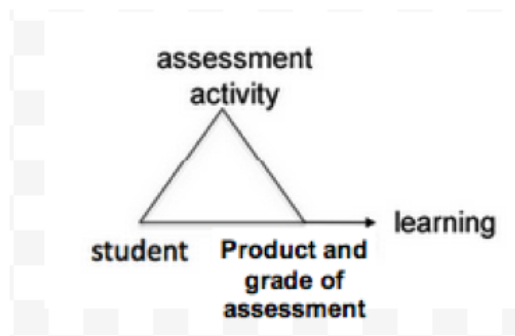 assessment
activity
learning
student
Product and
grade of
assessment